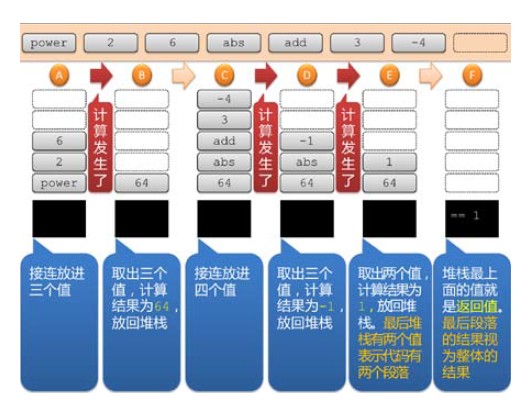 power 2 6 abs add 3 -4
A B C D E F
计算发生了
计算发生了
计算发生了
6
2
power
64
-4
3
add
abs
64
-1
abs
64
1
64
== 1
接连放进
三个值
取出三个
值，计算
结果为64，
放回堆栈
接连放进
四个值
取出三个
值，计算
结果为-1，
放回堆栈
取出两个值，
计算结果为
1，放回堆
栈。最后堆
栈有两个值
表示代码有
两个段落
堆栈最上
面的值就
是返回值。
最后段落
的结果视
为整体的
结果